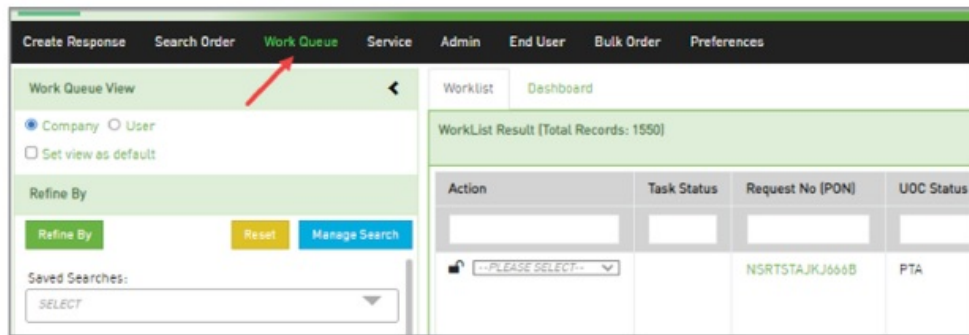 Create Response Search Order Work Queue Service Admin End User Bulk Order Preferences
Work Queue View
Company User
Set view as default
Refine By
Refine By Reset Manage Search
Saved Searches:
SELECT
Worklist Dashboard
WorkList Result (Total Records: 1550)
Action Task Status Request No (PON) UOC Status
--PLEASE SELECT-- NSRTSTAJKJ666B PTA